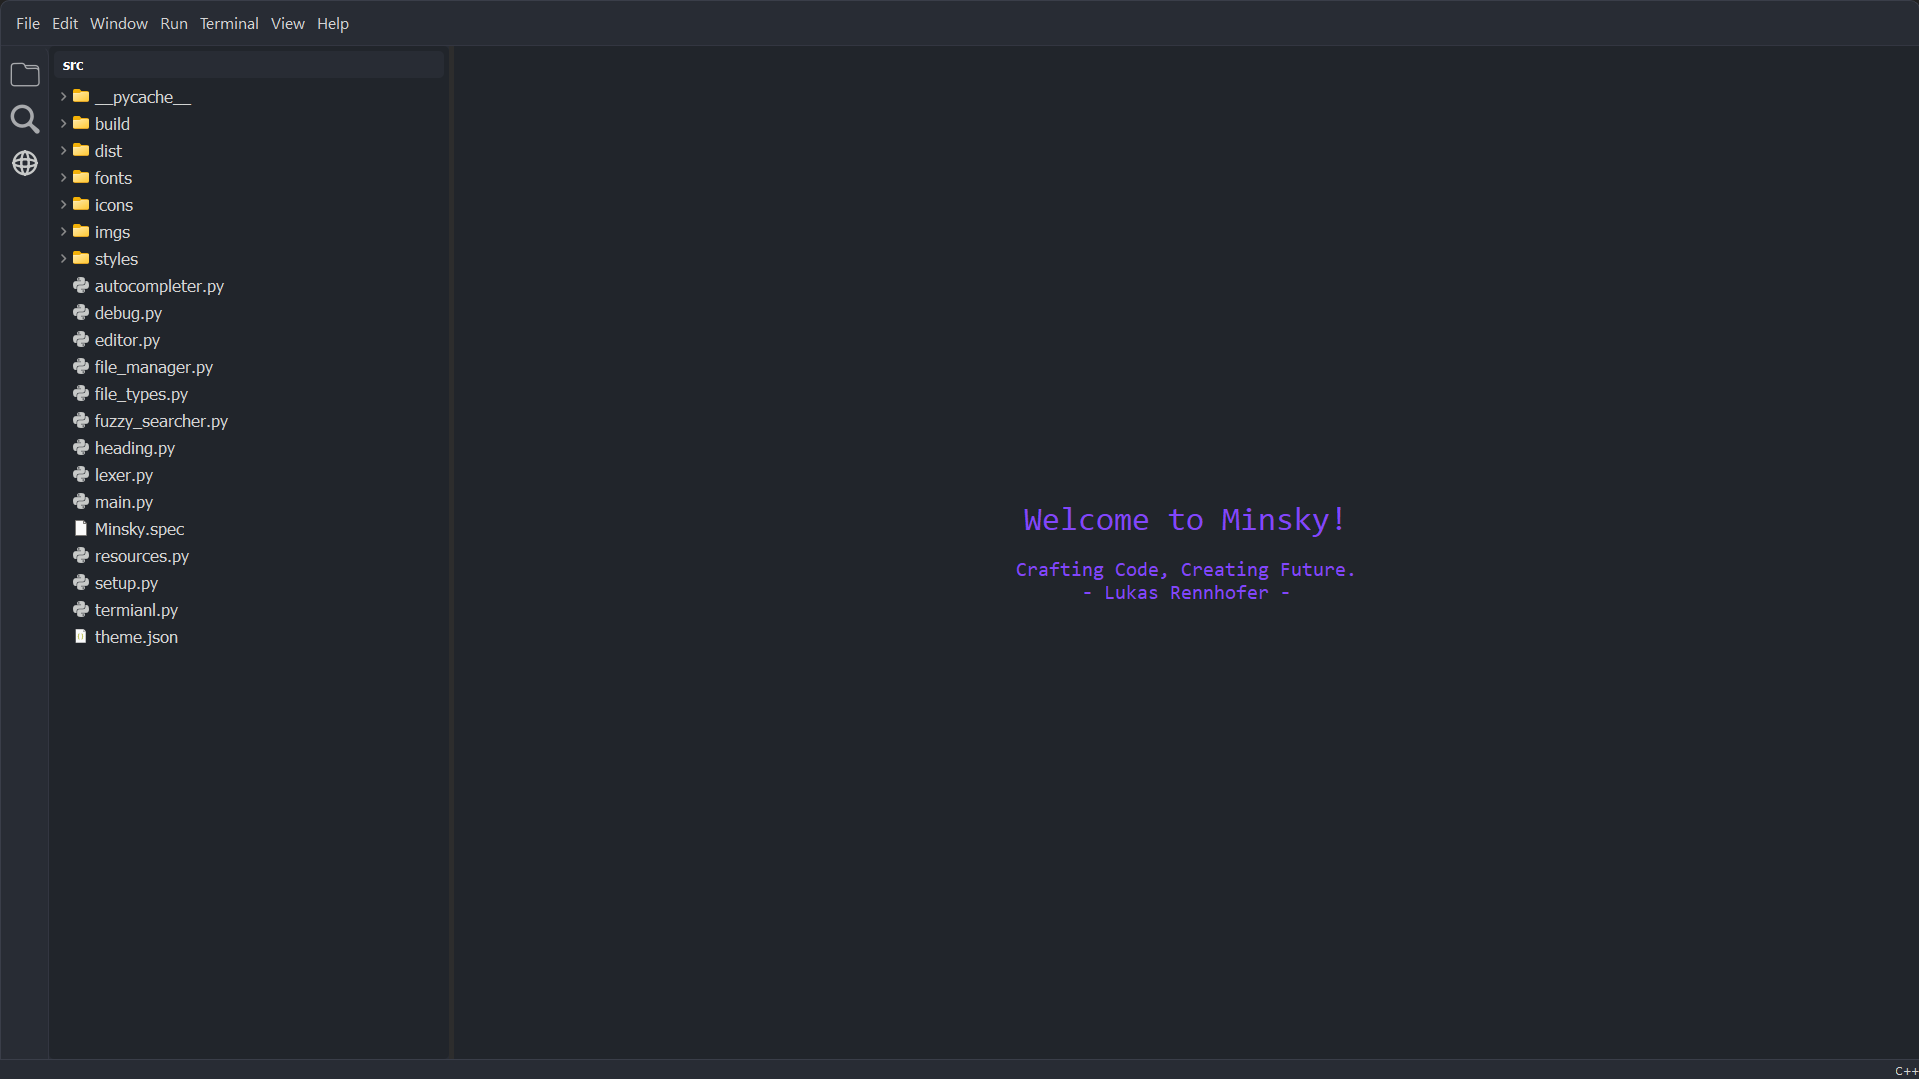 File Edit Window Run Terminal View Help
src
__pycache__
build
dist
fonts
icons
imgs
styles
autocompleter.py
debug.py
editor.py
file_manager.py
file_types.py
fuzzy_searcher.py
heading.py
lexer.py
main.py
Minsky.spec
resources.py
setup.py
termianl.py
theme.json
Welcome to Minsky!
Crafting Code, Creating Future.
- Lukas Rennhofer -
C++